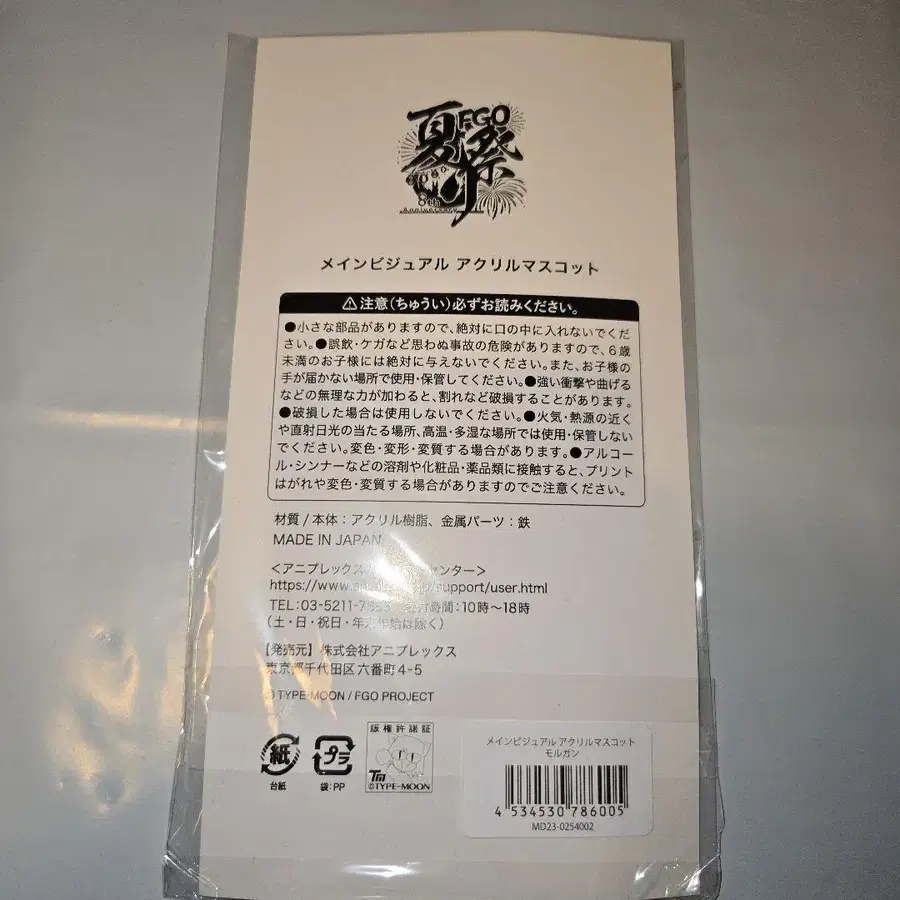 FGO
夏祭
8th
Anniversary
メインビジュアル アクリルマスコット
⚠注意(ちゅうい)必ずお読みください。
●小さな部品がありますので、絶対に口の中に入れないでくだ
さい。●誤飲・ケガなど思わぬ事故の危険がありますので、6歳
未満のお子様には絶対に与えないでください。また、お子様の
手が届かない場所で使用・保管してください。●強い衝撃や曲げる
などの無理な力が加わると、割れなど破損することがあります。
●破損した場合は使用しないでください。●火気・熱源の近く
や直射日光の当たる場所、高温・多湿な場所では使用・保管しない
でください。変色・変形・変質する場合があります。●アルコー
ル・シンナーなどの溶剤や化粧品・薬品類に接触すると、プリント
はがれや変色・変質する場合がありますのでご注意ください。
材質/本体:アクリル樹脂、金属パーツ:鉄
MADE IN JAPAN
<アニプレックス センター>
https://www. /support/user.html
TEL:03-5211-7 受付時間:10時〜18時
(土・日・祝日・年末年始は除く)
【発売元】株式会社アニプレックス
東京都千代田区六番町4-5
©TYPE-MOON / FGO PROJECT
紙
台紙
プラ
袋:PP
版権許諾証
TM
©TYPE-MOON
メインビジュアル アクリルマスコット
モルガン
4 534530 786005
MD23-0254002